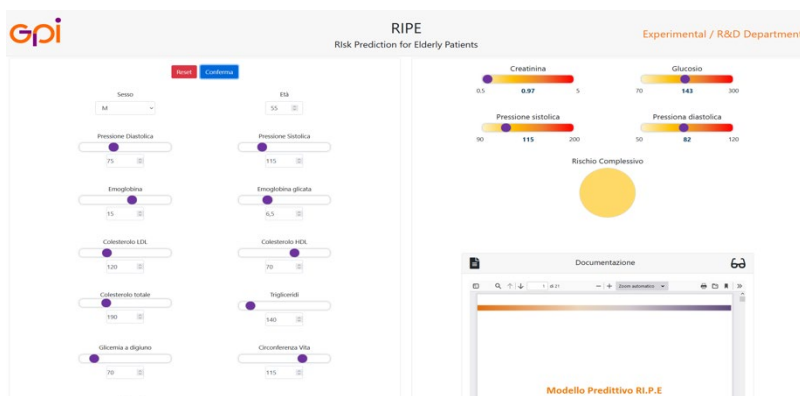 gpi
RIPE
RIsk Prediction for Elderly Patients
Experimental / R&D Department
Reset Conferma
Sesso Età
M 55
Pressione Diastolica Pressione Sistolica
75 115
Emoglobina Emoglobina glicata
15 6,5
Colesterolo LDL Colesterolo HDL
120 70
Colesterolo totale Trigliceridi
190 140
Glicemia a digiuno Circonferenza Vita
70 115
Creatinina Glucosio
0.5 0.97 5 70 143 300
Pressione sistolica Pressiona diastolica
90 115 200 50 82 120
Rischio Complessivo
Documentazione
1 di 21 Zoom automatico
Modello Predittivo RI.P.E